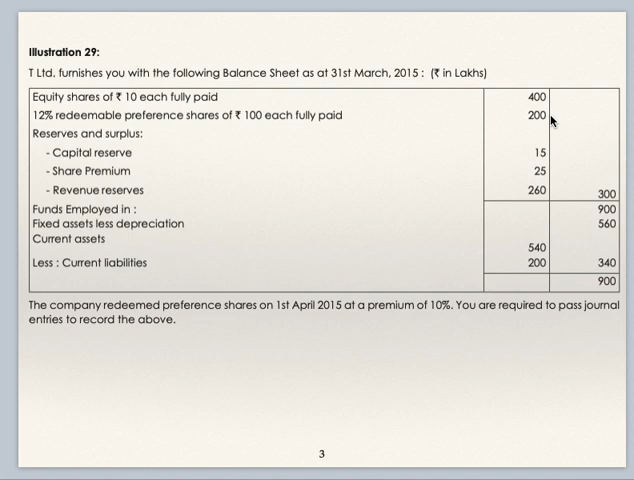 Illustration 29:
T Ltd. furnishes you with the following Balance Sheet as at 31st March, 2015 : (₹ in Lakhs)
Equity shares of ₹ 10 each fully paid 400
12% redeemable preference shares of ₹ 100 each fully paid 200
Reserves and surplus:
- Capital reserve 15
- Share Premium 25
- Revenue reserves 260 300
Funds Employed in : 900
Fixed assets less depreciation 560
Current assets
540
Less : Current liabilities 200 340
900
The company redeemed preference shares on 1st April 2015 at a premium of 10%. You are required to pass journal
entries to record the above.
3